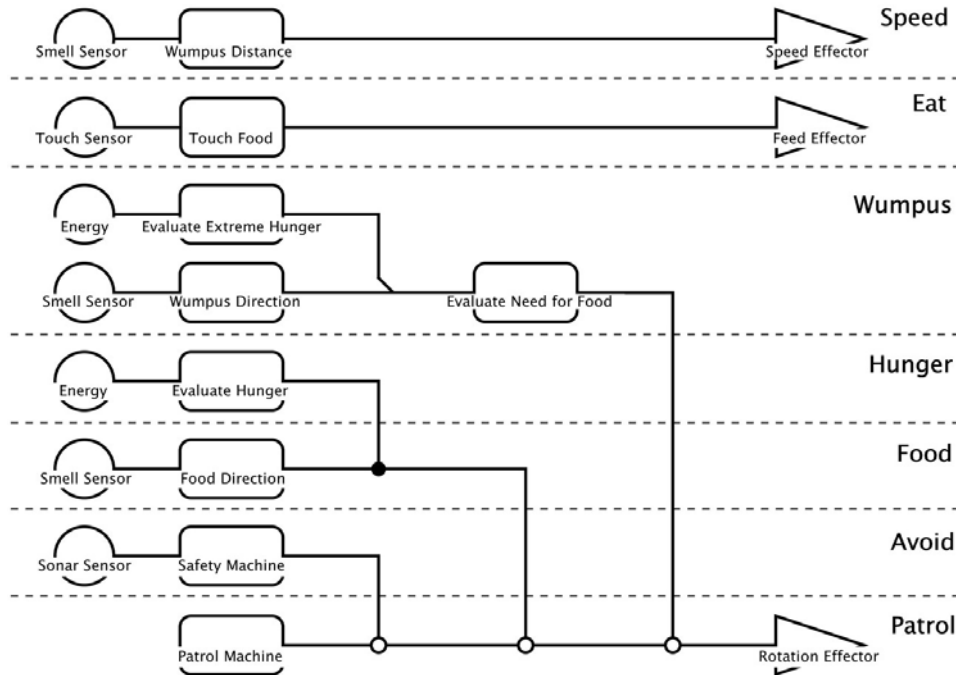 Speed
Smell Sensor
Wumpus Distance
Speed Effector
Eat
Touch Sensor
Touch Food
Feed Effector
Wumpus
Energy
Evaluate Extreme Hunger
Smell Sensor
Wumpus Direction
Evaluate Need for Food
Hunger
Energy
Evaluate Hunger
Food
Smell Sensor
Food Direction
Avoid
Sonar Sensor
Safety Machine
Patrol
Patrol Machine
Rotation Effector